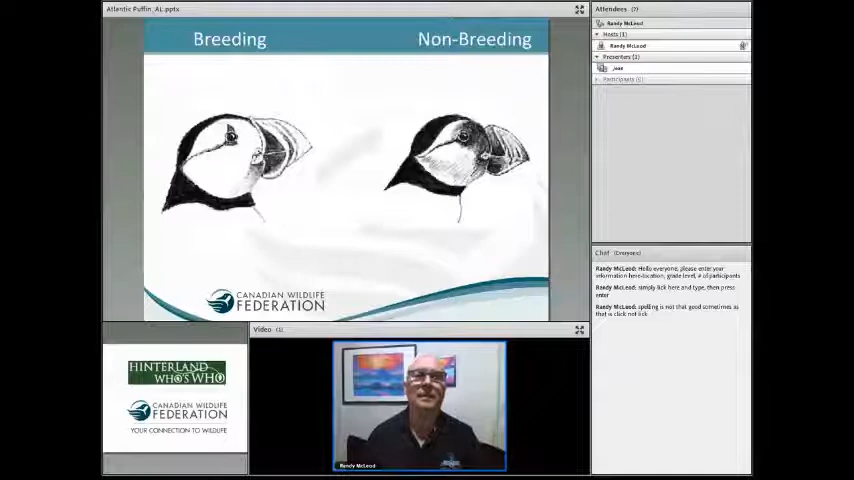 Atlantic Puffin_AL.pptx
Breeding
Non-Breeding
CANADIAN WILDLIFE
FEDERATION
HINTERLAND
WHO'S WHO
CANADIAN WILDLIFE
FEDERATION
YOUR CONNECTION TO WILDLIFE
Video (1)
Randy McLeod
Attendees
Randy McLeod
Hosts (1)
Randy McLeod
Presenters (1)
Participants (0)
Chat (Everyone)
Randy McLeod: Hello everyone, please enter your
information here-location, grade level, # of participants
Randy McLeod: simply lick here and type, then press
enter
Randy McLeod: spelling is not that good sometimes as
that is click not lick